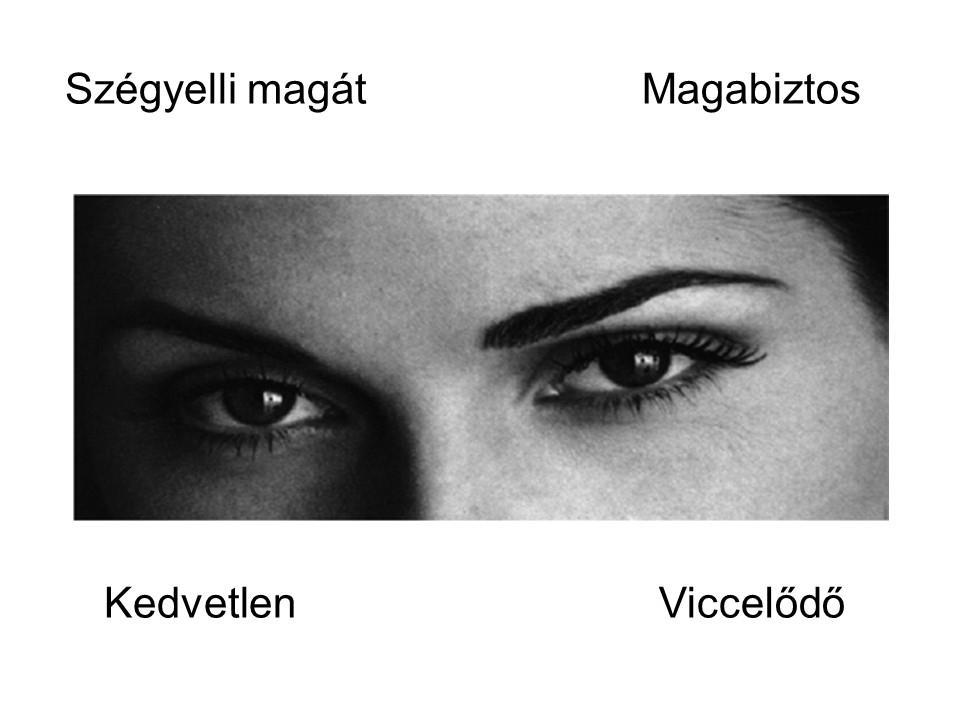 Szégyelli magát Magabiztos
Kedvetlen Viccelődő